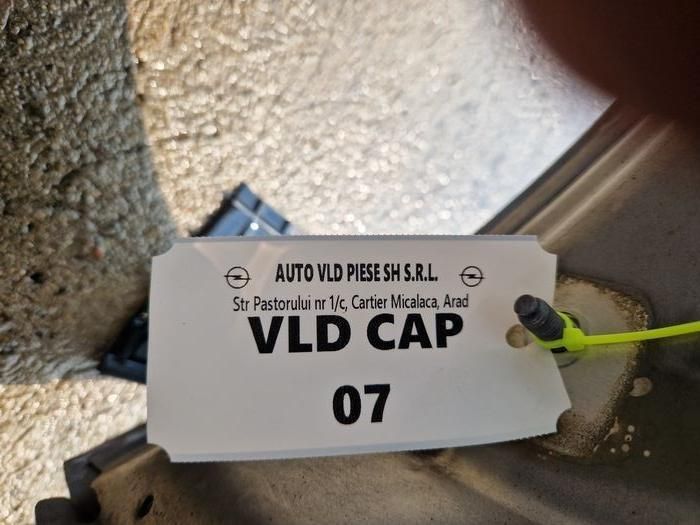 AUTO VLD PIESE SH S.R.L.
Str Pastorului nr 1/c, Cartier Micalaca, Arad
VLD CAP
07